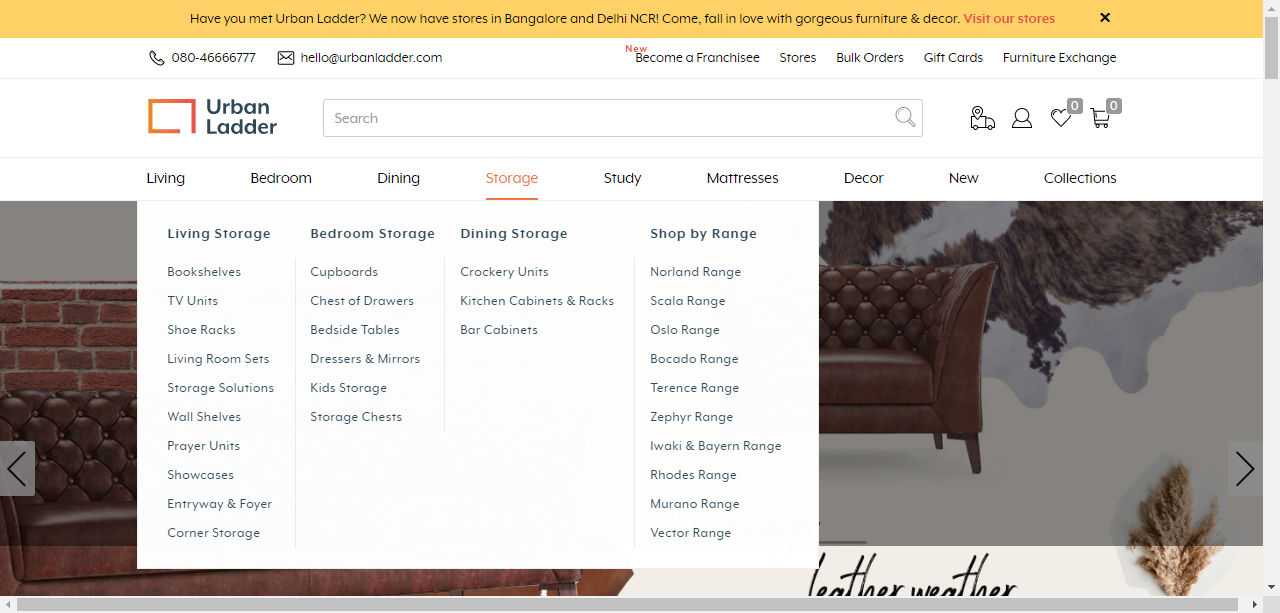 Have you met Urban Ladder? We now have stores in Bangalore and Delhi NCR! Come, fall in love with gorgeous furniture & decor. Visit our stores ✕
080-46666777 hello@urbanladder.com New Become a Franchisee Stores Bulk Orders Gift Cards Furniture Exchange
Urban
Ladder
Search
0
0
Living Bedroom Dining Storage Study Mattresses Decor New Collections
Living Storage
Bookshelves
TV Units
Shoe Racks
Living Room Sets
Storage Solutions
Wall Shelves
Prayer Units
Showcases
Entryway & Foyer
Corner Storage
Bedroom Storage
Cupboards
Chest of Drawers
Bedside Tables
Dressers & Mirrors
Kids Storage
Storage Chests
Dining Storage
Crockery Units
Kitchen Cabinets & Racks
Bar Cabinets
Shop by Range
Norland Range
Scala Range
Oslo Range
Bocado Range
Terence Range
Zephyr Range
Iwaki & Bayern Range
Rhodes Range
Murano Range
Vector Range
leather weather